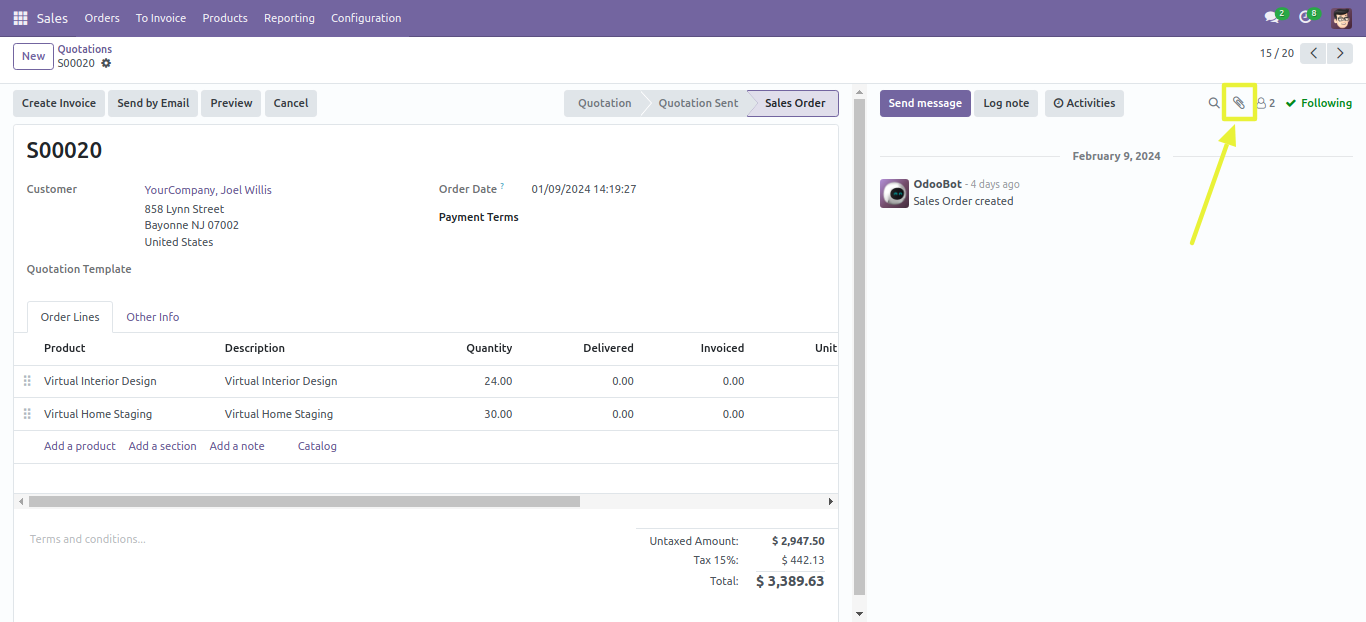 Sales Orders To Invoice Products Reporting Configuration 2 8
New Quotations 15 / 20
S00020
Create Invoice Send by Email Preview Cancel Quotation Quotation Sent Sales Order Send message Log note Activities 2 Following
S00020
February 9, 2024
Customer YourCompany, Joel Willis Order Date ? 01/09/2024 14:19:27
OdooBot - 4 days ago
Sales Order created
858 Lynn Street
Bayonne NJ 07002 Payment Terms
United States
Quotation Template
Order Lines Other Info
Product Description Quantity Delivered Invoiced Unit
Virtual Interior Design Virtual Interior Design 24.00 0.00 0.00
Virtual Home Staging Virtual Home Staging 30.00 0.00 0.00
Add a product Add a section Add a note Catalog
Terms and conditions...
Untaxed Amount: $ 2,947.50
Tax 15%: $ 442.13
Total: $ 3,389.63